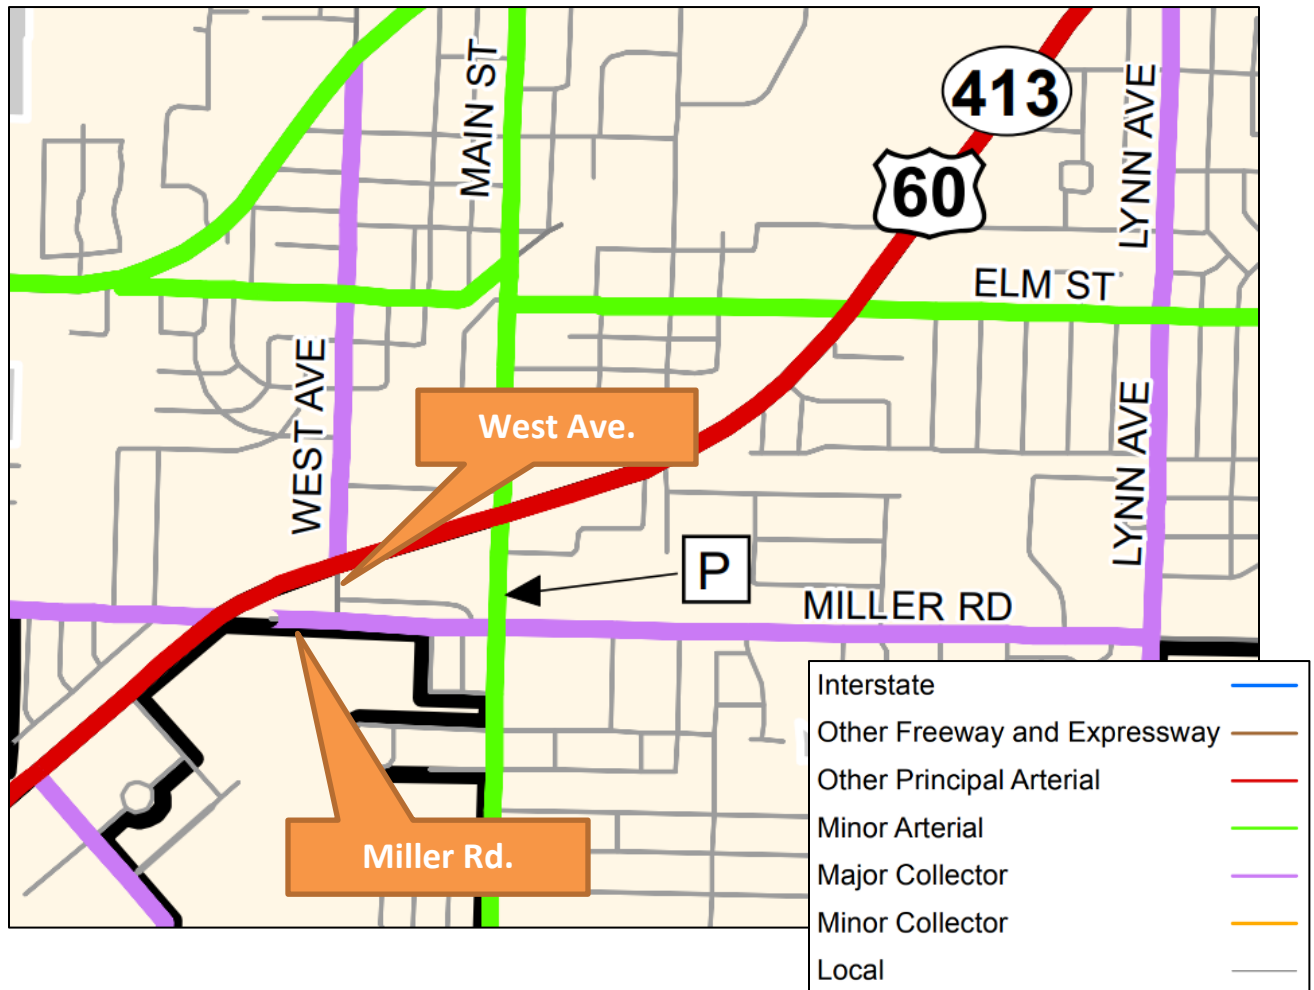 MAIN ST
413
LYNN AVE
60
ELM ST
WEST AVE
West Ave.
LYNN AVE
P
MILLER RD
Miller Rd.
Interstate
Other Freeway and Expressway
Other Principal Arterial
Minor Arterial
Major Collector
Minor Collector
Local